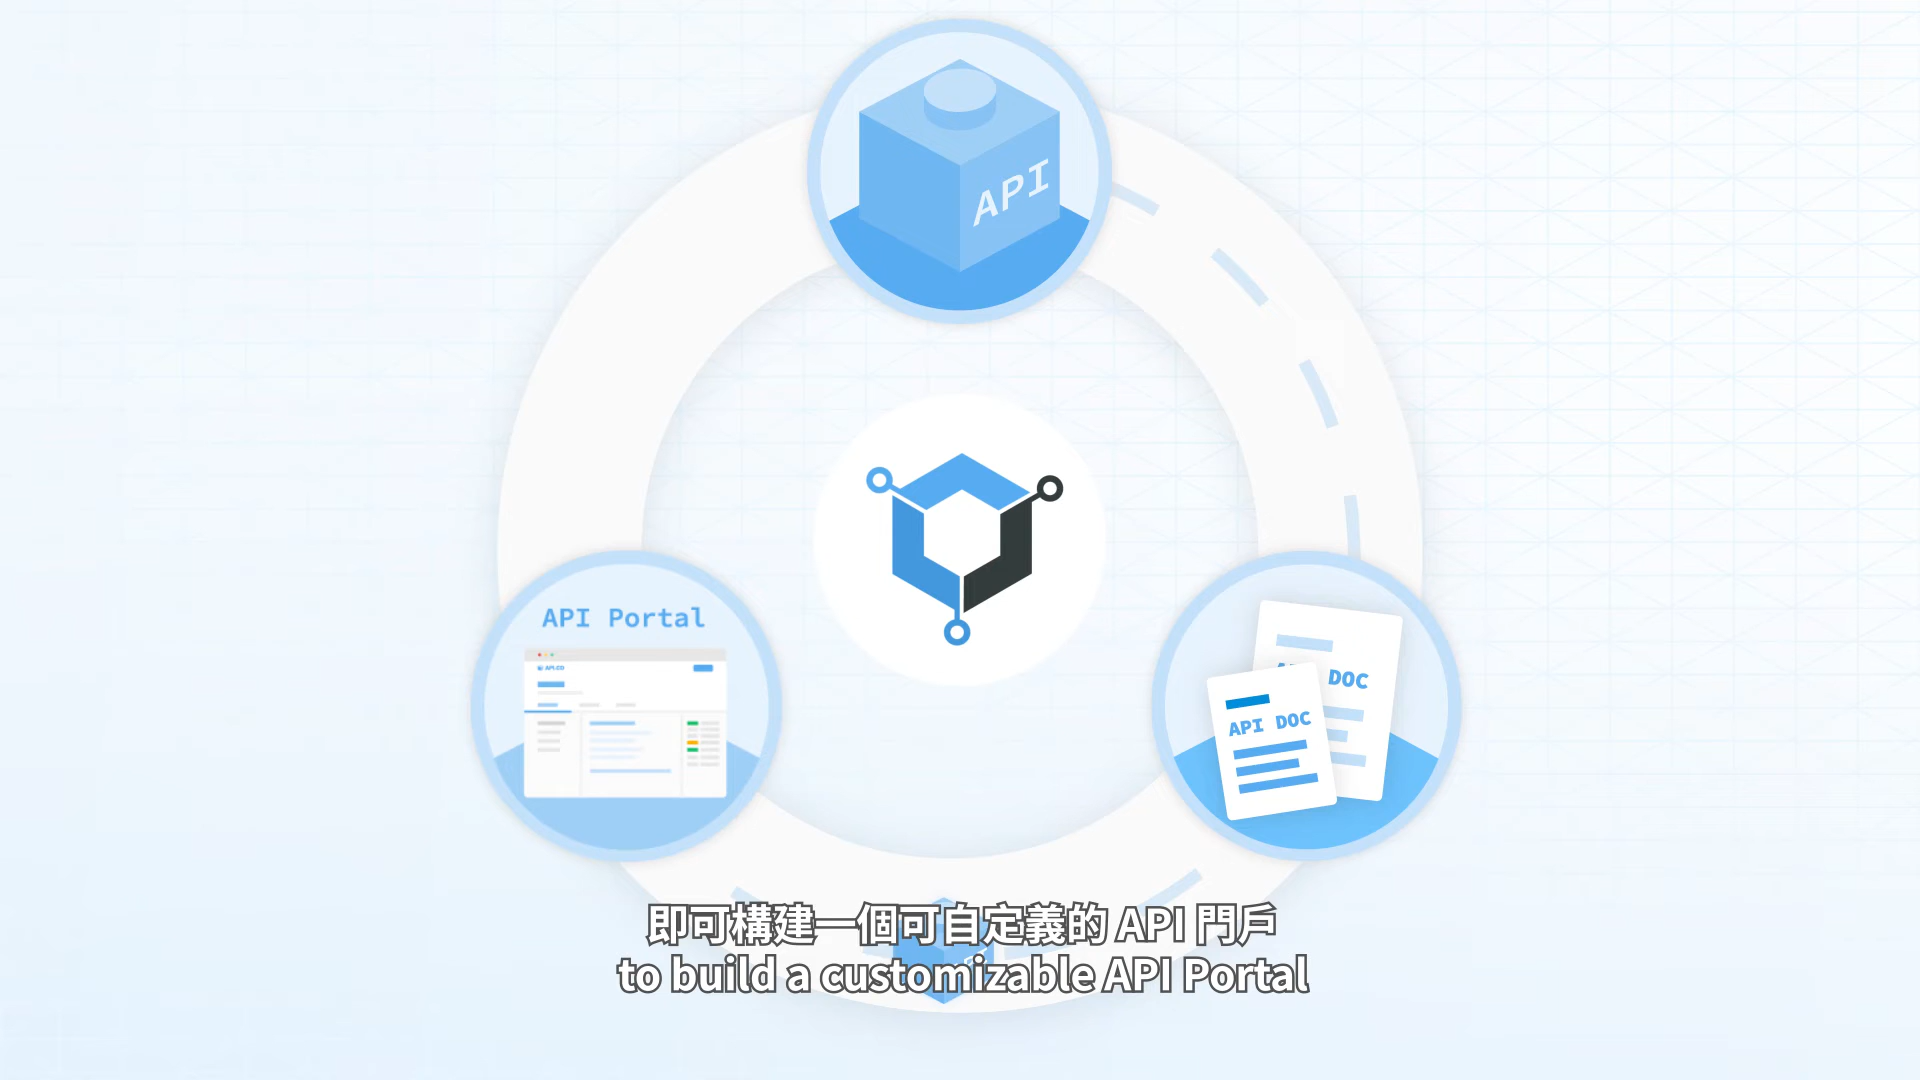 API
API Portal
DOC
API DOC
即可構建一個可自定義的 API 門戶
to build a customizable API Portal